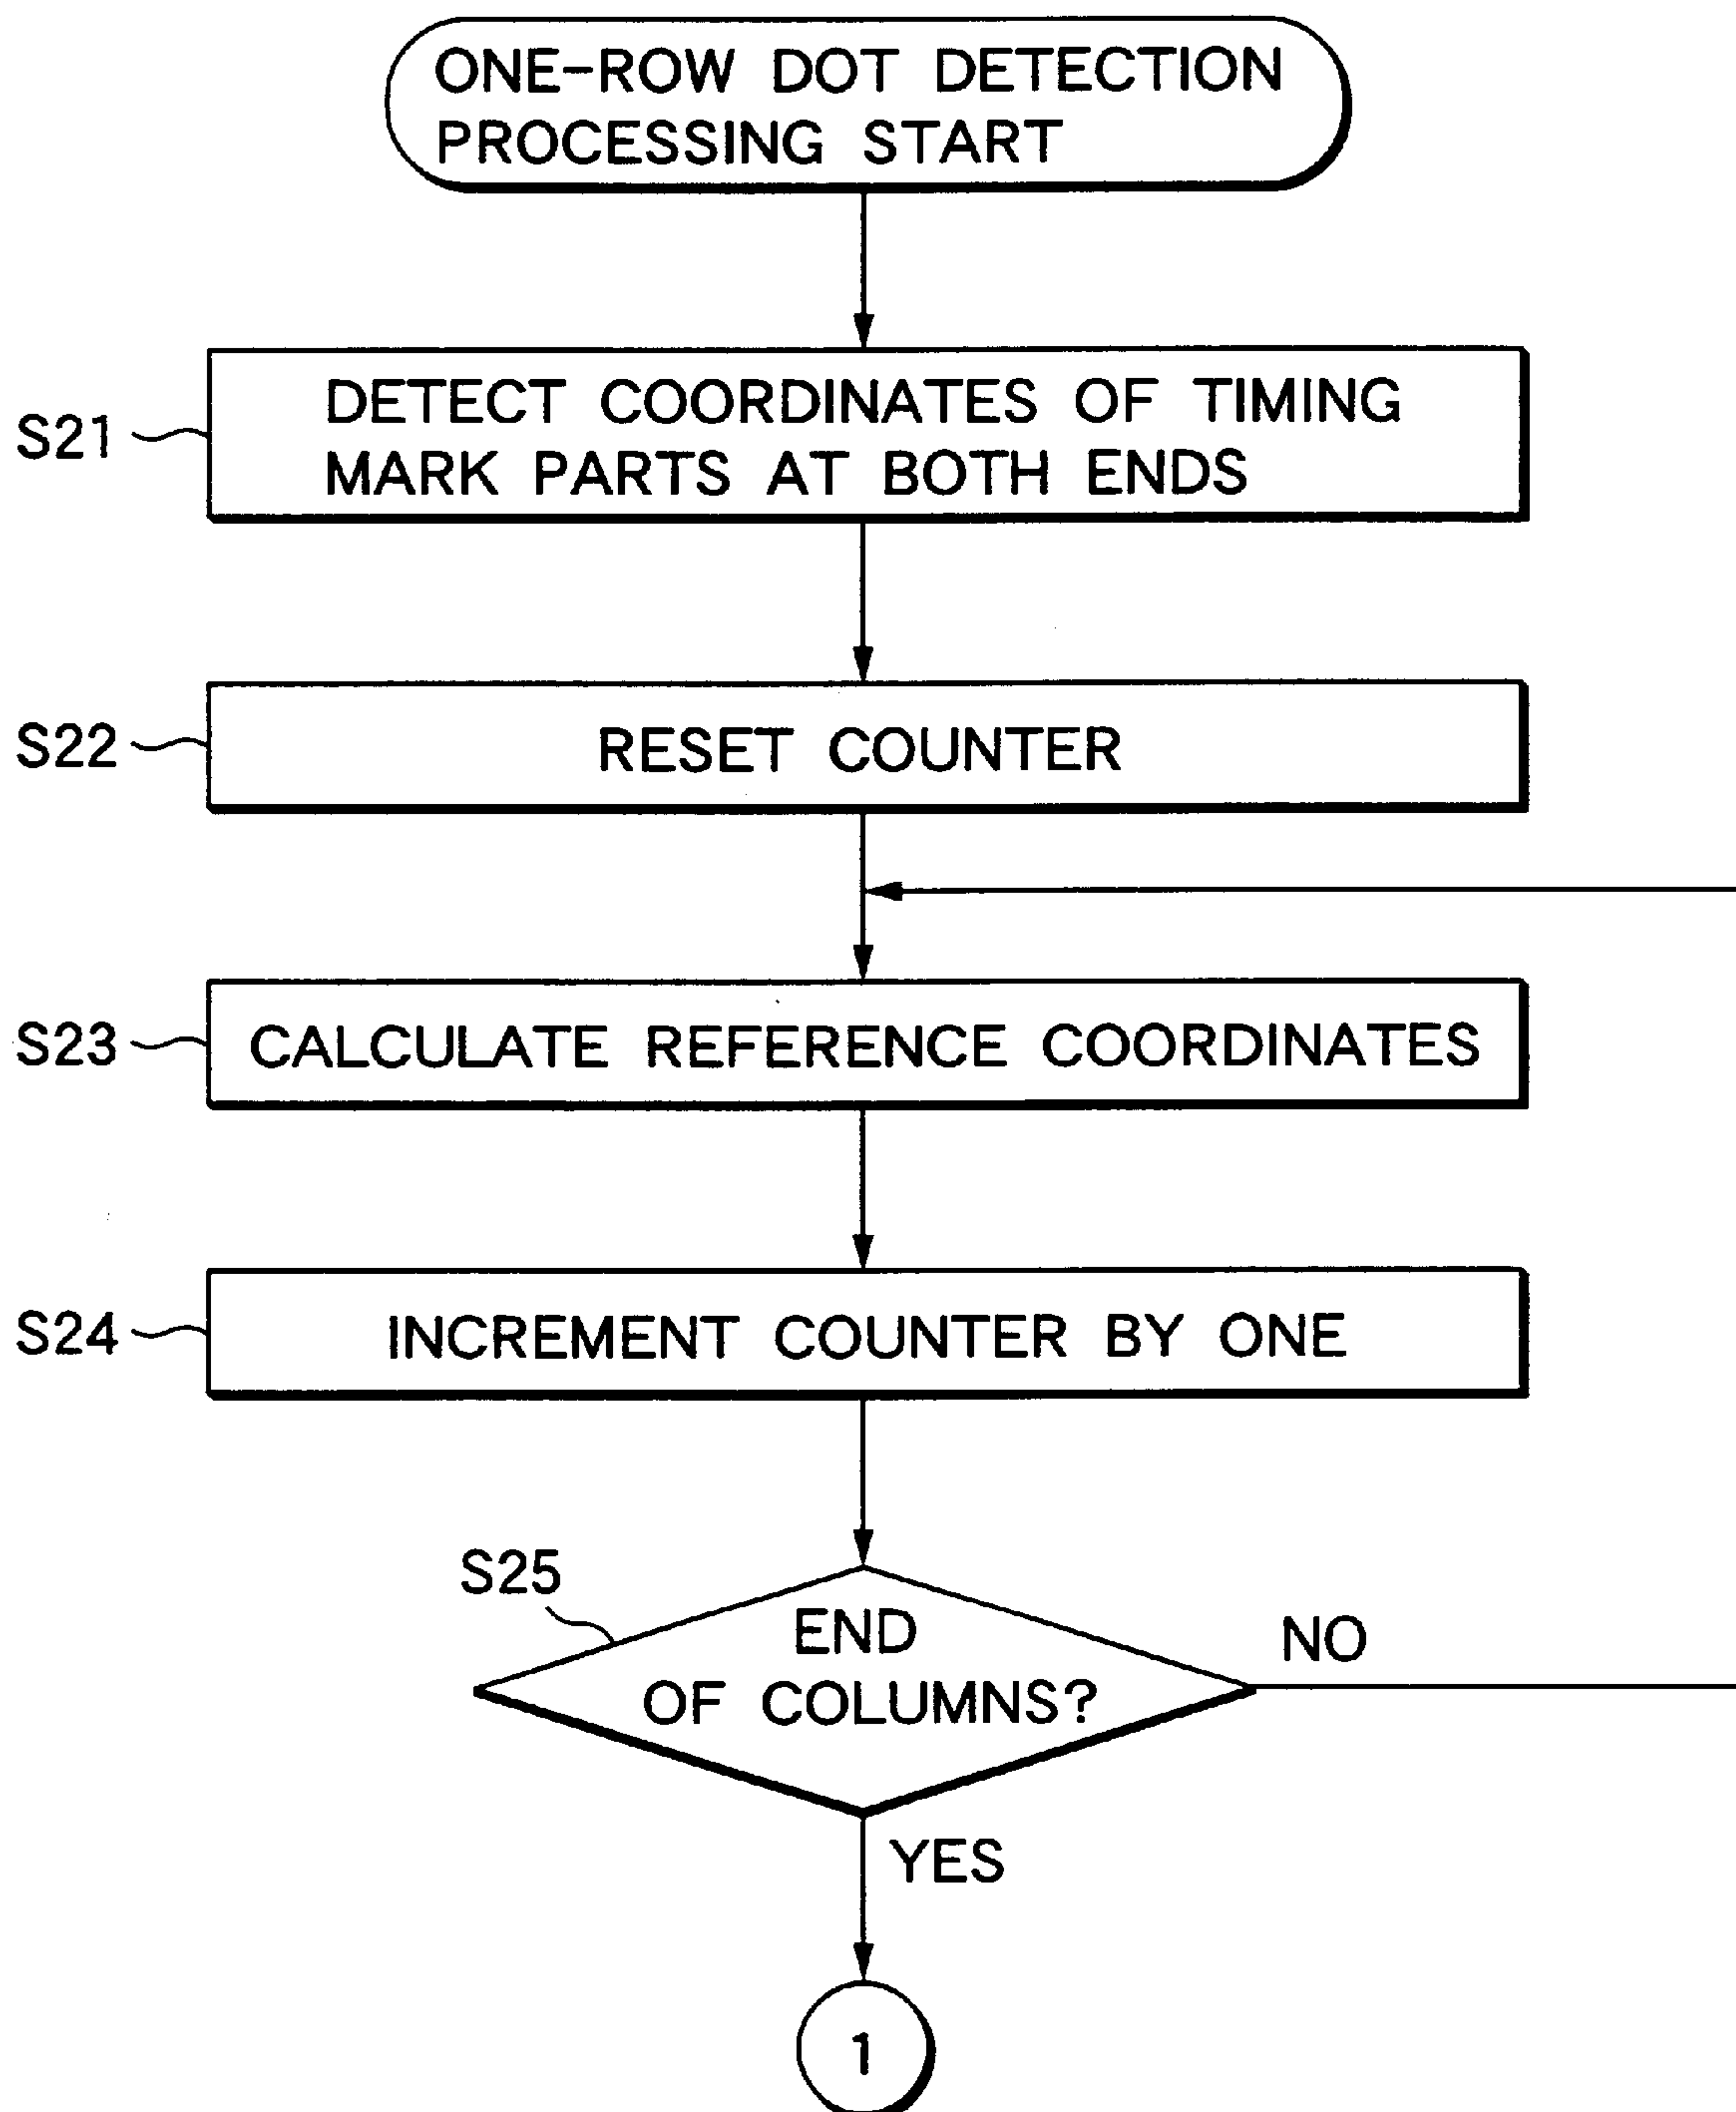 ONE-ROW DOT DETECTION
PROCESSING START
S21
DETECT COORDINATES OF TIMING
MARK PARTS AT BOTH ENDS
S22
RESET COUNTER
S23
CALCULATE REFERENCE COORDINATES
S24
INCREMENT COUNTER BY ONE
S25
END
OF COLUMNS?
NO
YES
1